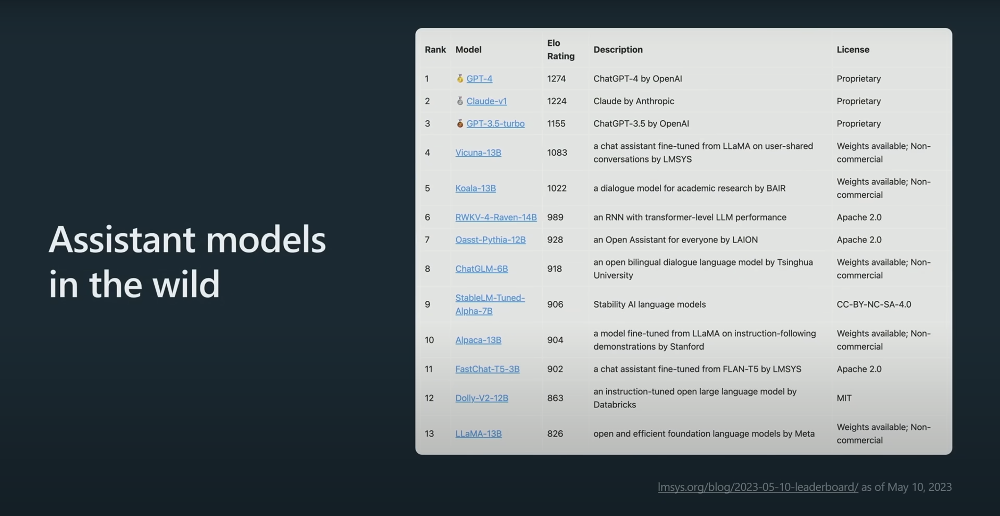 Assistant models
in the wild
Rank Model Elo Rating Description License
1 GPT-4 1274 ChatGPT-4 by OpenAI Proprietary
2 Claude-v1 1224 Claude by Anthropic Proprietary
3 GPT-3.5-turbo 1155 ChatGPT-3.5 by OpenAI Proprietary
4 Vicuna-13B 1083 a chat assistant fine-tuned from LLaMA on user-shared conversations by LMSYS Weights available; Non-commercial
5 Koala-13B 1022 a dialogue model for academic research by BAIR Weights available; Non-commercial
6 RWKV-4-Raven-14B 989 an RNN with transformer-level LLM performance Apache 2.0
7 Oasst-Pythia-12B 928 an Open Assistant for everyone by LAION Apache 2.0
8 ChatGLM-6B 918 an open bilingual dialogue language model by Tsinghua University Weights available; Non-commercial
9 StableLM-Tuned-Alpha-7B 906 Stability AI language models CC-BY-NC-SA-4.0
10 Alpaca-13B 904 a model fine-tuned from LLaMA on instruction-following demonstrations by Stanford Weights available; Non-commercial
11 FastChat-T5-3B 902 a chat assistant fine-tuned from FLAN-T5 by LMSYS Apache 2.0
12 Dolly-V2-12B 863 an instruction-tuned open large language model by Databricks MIT
13 LLaMA-13B 826 open and efficient foundation language models by Meta Weights available; Non-commercial
lmsys.org/blog/2023-05-10-leaderboard/ as of May 10, 2023